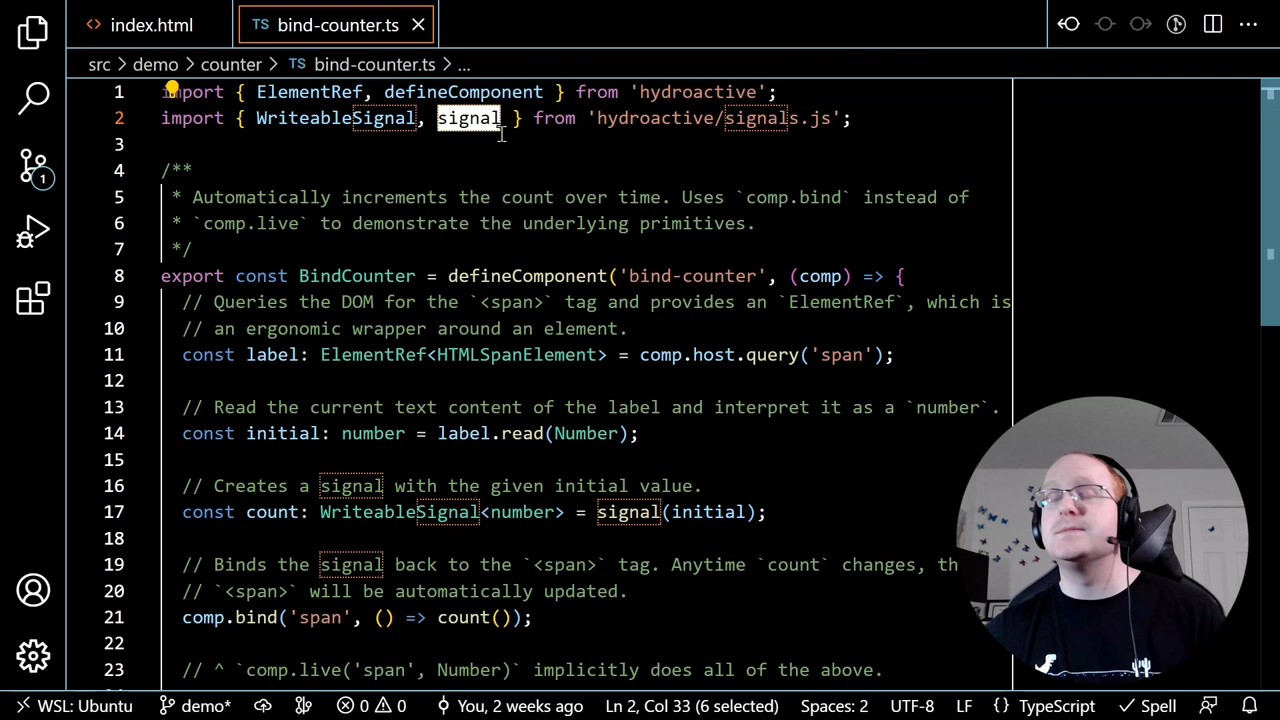 index.html
TS bind-counter.ts
src > demo > counter > TS bind-counter.ts > ...
1 import { ElementRef, defineComponent } from 'hydroactive';
2 import { WriteableSignal, signal } from 'hydroactive/signals.js';
3
4 /**
5 * Automatically increments the count over time. Uses `comp.bind` instead of
6 * `comp.live` to demonstrate the underlying primitives.
7 */
8 export const BindCounter = defineComponent('bind-counter', (comp) => {
9 // Queries the DOM for the `<span>` tag and provides an `ElementRef`, which is
10 // an ergonomic wrapper around an element.
11 const label: ElementRef<HTMLSpanElement> = comp.host.query('span');
12
13 // Read the current text content of the label and interpret it as a `number`.
14 const initial: number = label.read(Number);
15
16 // Creates a signal with the given initial value.
17 const count: WriteableSignal<number> = signal(initial);
18
19 // Binds the signal back to the `<span>` tag. Anytime `count` changes, th
20 // `<span>` will be automatically updated.
21 comp.bind('span', () => count());
22
23 // ^ `comp.live('span', Number)` implicitly does all of the above.
1
WSL: Ubuntu demo* 0 0 You, 2 weeks ago Ln 2, Col 33 (6 selected) Spaces: 2 UTF-8 LF {} TypeScript Spell